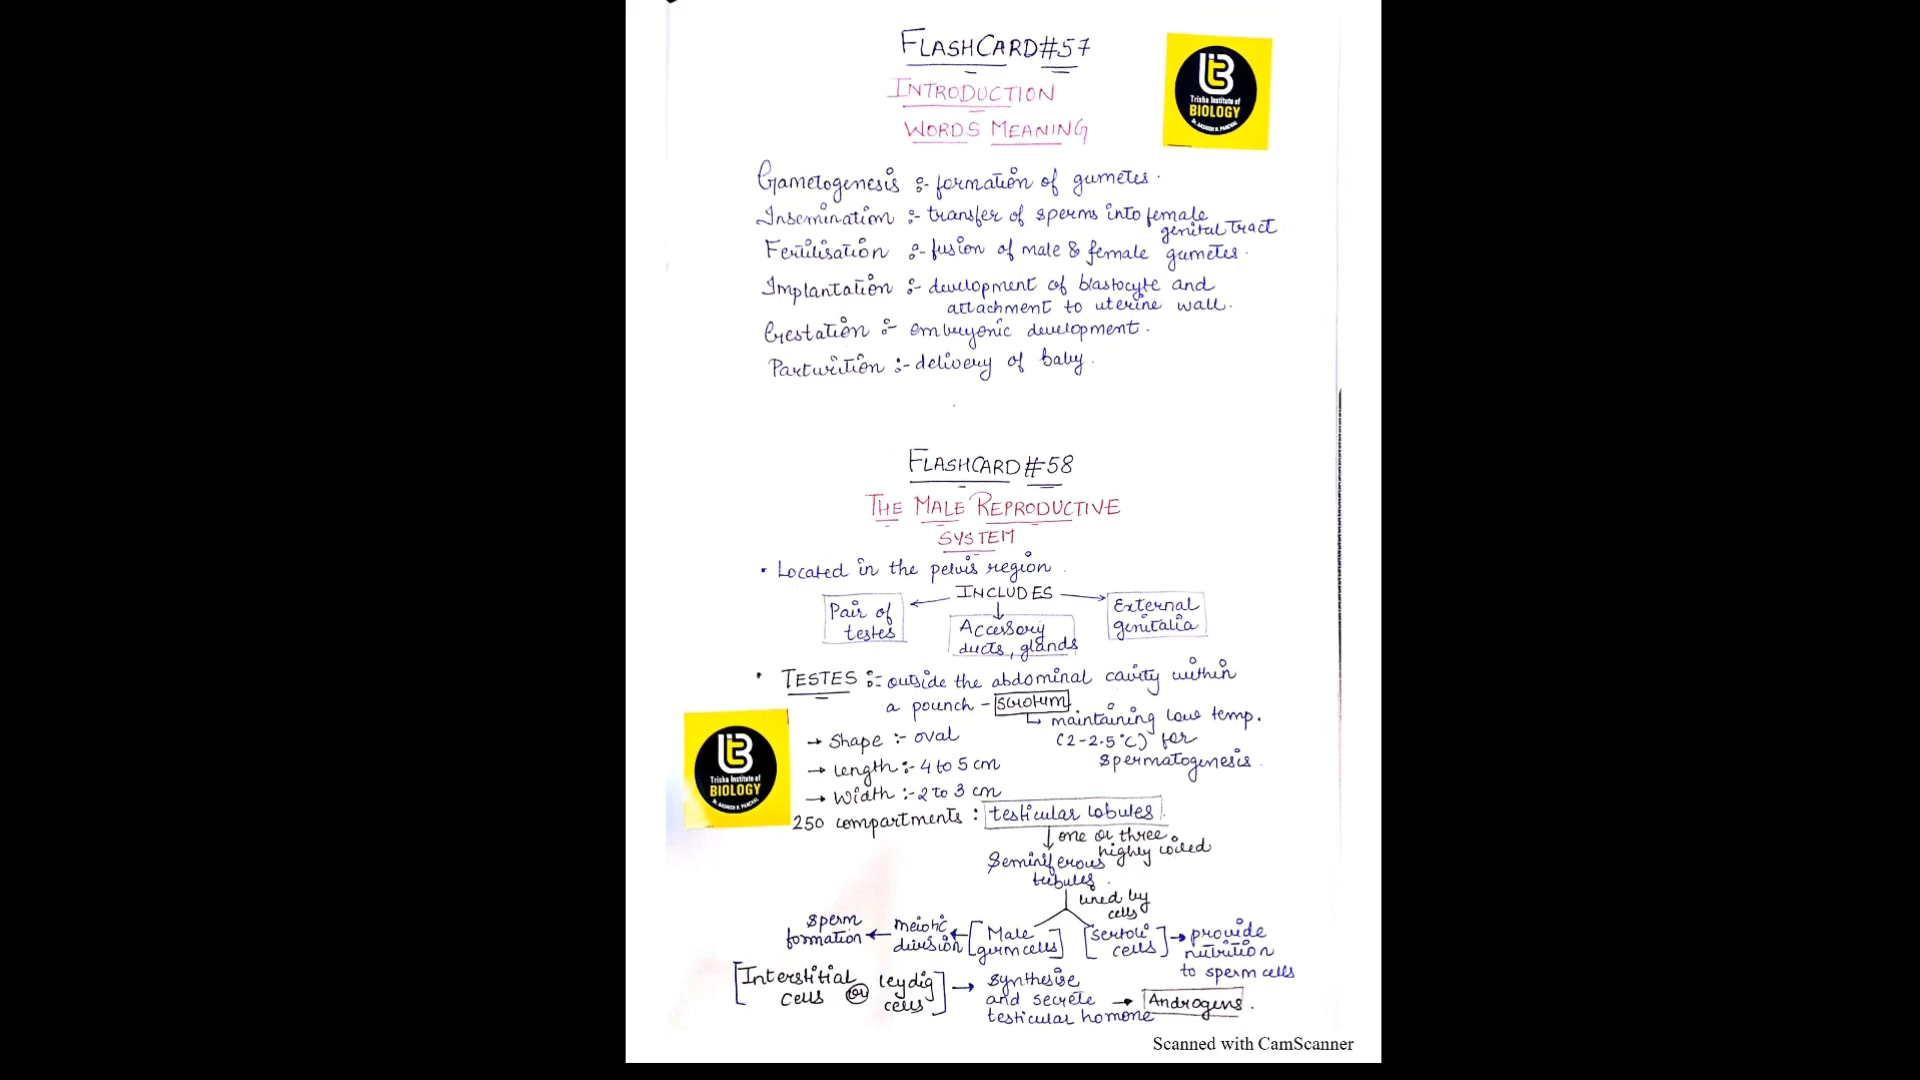 FLASHCARD#57
INTRODUCTION
WORDS MEANING
Trisha Institute of
BIOLOGY
Gametogenesis :- formation of gametes.
Insemination :- transfer of sperms into female
genital tract
Fertilisation :- fusion of male & female gametes.
Implantation :- development of blastocyte and
attachment to uterine wall.
Gestation :- embryonic development.
Parturition :- delivery of baby.
FLASHCARD #58
THE MALE REPRODUCTIVE
SYSTEM
• Located in the pelvis region.
INCLUDES
Pair of
testes
Accessory
ducts, glands
External
genitalia
• TESTES :- outside the abdominal cavity within
a pounch - scrotum
↳ maintaining low temp.
(2-2.5°C) for
spermatogenesis.
→ Shape :- oval
→ length :- 4 to 5 cm
→ Width :- 2 to 3 cm
Trisha Institute of
BIOLOGY
250 compartments : testicular lobules.
↓ one or three
highly coiled
Seminiferous
tubules.
lined by
cells
sperm
formation ← meiotic
division ← [Male
germ cells]
[sertoli
cells] → provide
nutrition
to sperm cells
[Interstitial
cells or leydig
cells] → synthesise
and secrete → Androgens.
testicular homone
Scanned with CamScanner